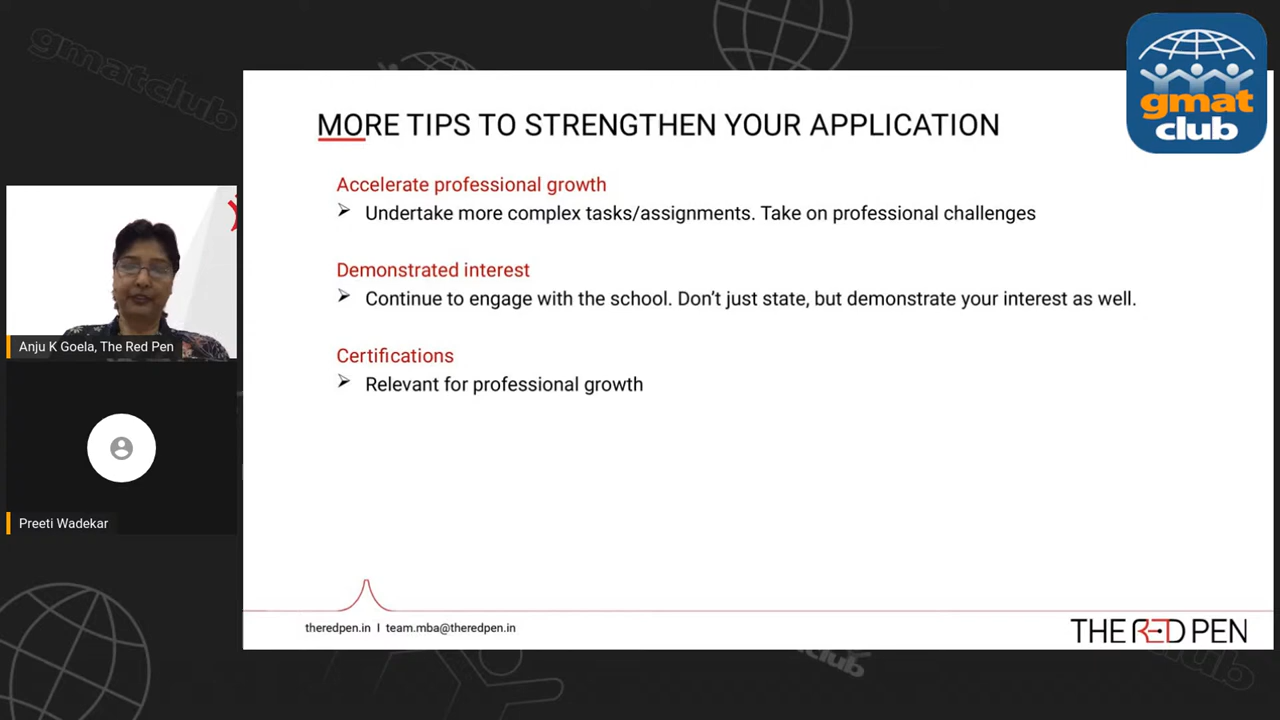 gmatclub
gmat
club
MORE TIPS TO STRENGTHEN YOUR APPLICATION
Accelerate professional growth
Undertake more complex tasks/assignments. Take on professional challenges
Demonstrated interest
Continue to engage with the school. Don’t just state, but demonstrate your interest as well.
Certifications
Relevant for professional growth
Anju K Goela, The Red Pen
Preeti Wadekar
theredpen.in I team.mba@theredpen.in
THE RED PEN
club
gmatclub